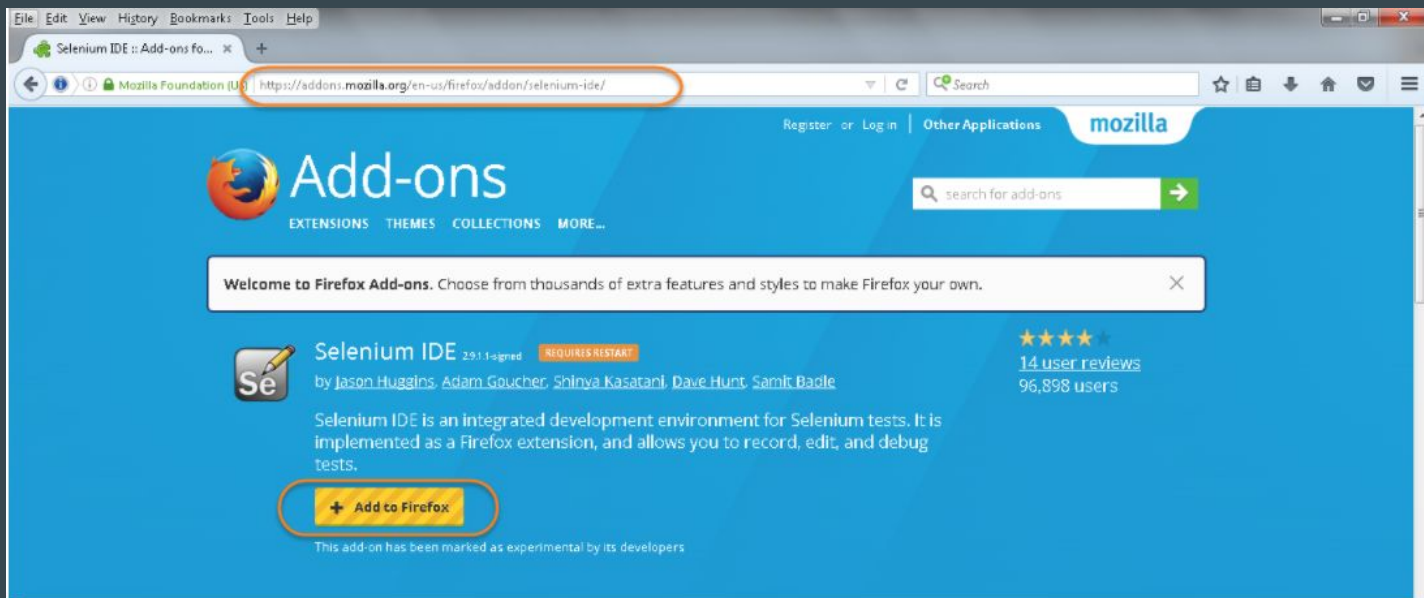 File Edit View History Bookmarks Tools Help
Selenium IDE :: Add-ons fo...
Mozilla Foundation (US) https://addons.mozilla.org/en-us/firefox/addon/selenium-ide/ Search
Register or Log in | Other Applications mozilla
Add-ons
search for add-ons
EXTENSIONS THEMES COLLECTIONS MORE...
Welcome to Firefox Add-ons. Choose from thousands of extra features and styles to make Firefox your own.
Selenium IDE 2.9.1.1-signed REQUIRES RESTART
by Jason Huggins, Adam Goucher, Shinya Kasatani, Dave Hunt, Samit Badle
14 user reviews
96,898 users
Se
Selenium IDE is an integrated development environment for Selenium tests. It is
implemented as a Firefox extension, and allows you to record, edit, and debug
tests.
+ Add to Firefox
This add-on has been marked as experimental by its developers